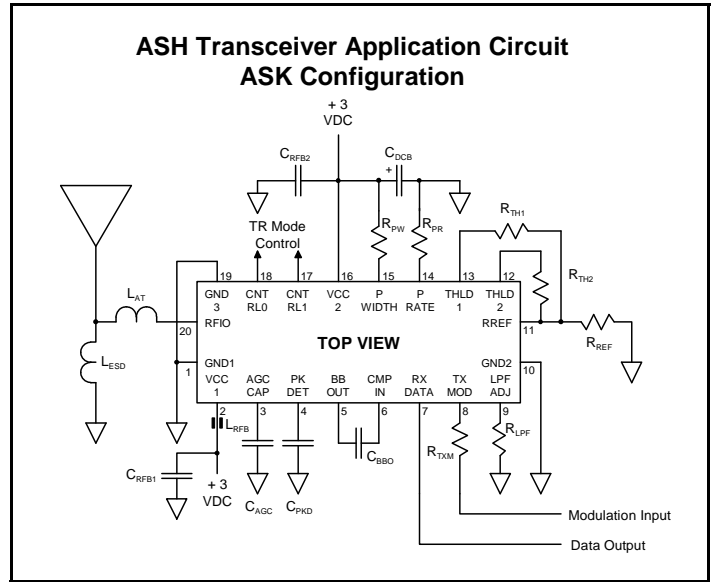 ASH Transceiver Application Circuit
ASK Configuration
+ 3
VDC
CRFB2
CDCB
+
TR Mode
Control
RPW
RPR
RTH1
RTH2
LAT
LESD
19
18
17
16
15
14
13
12
GND
3
CNT
RL0
CNT
RL1
VCC
2
P
WIDTH
P
RATE
THLD
1
THLD
2
20
RFIO
RREF
11
RREF
TOP VIEW
1
GND1
GND2
10
VCC
1
AGC
CAP
PK
DET
BB
OUT
CMP
IN
RX
DATA
TX
MOD
LPF
ADJ
2
3
4
5
6
7
8
9
LRFB
CRFB1
+ 3
VDC
CAGC
CPKD
CBBO
RTXM
RLPF
Modulation Input
Data Output